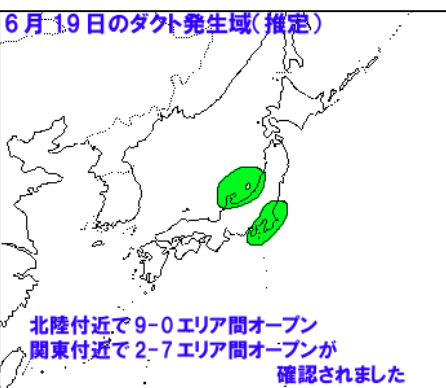 6月19日のダクト発生域(推定)
北陸付近で9-0エリア間オープン
関東付近で2-7エリア間オープンが
確認されました